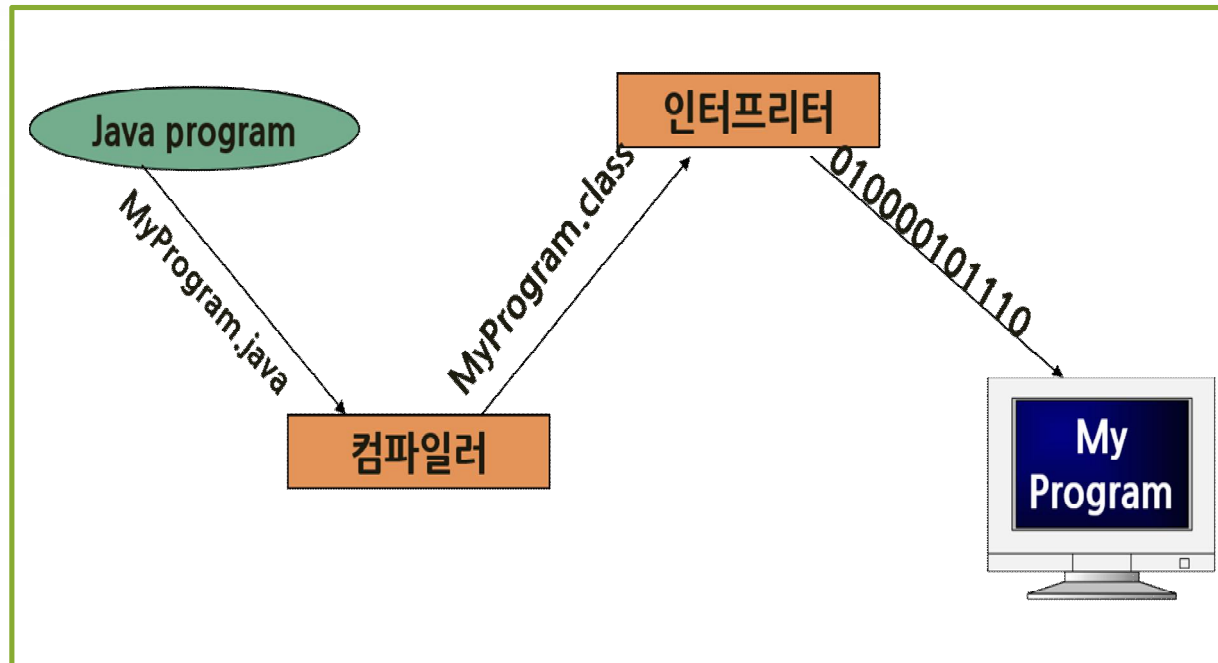 Java program
MyProgram.java
컴파일러
MyProgram.class
인터프리터
010000101110
My
Program